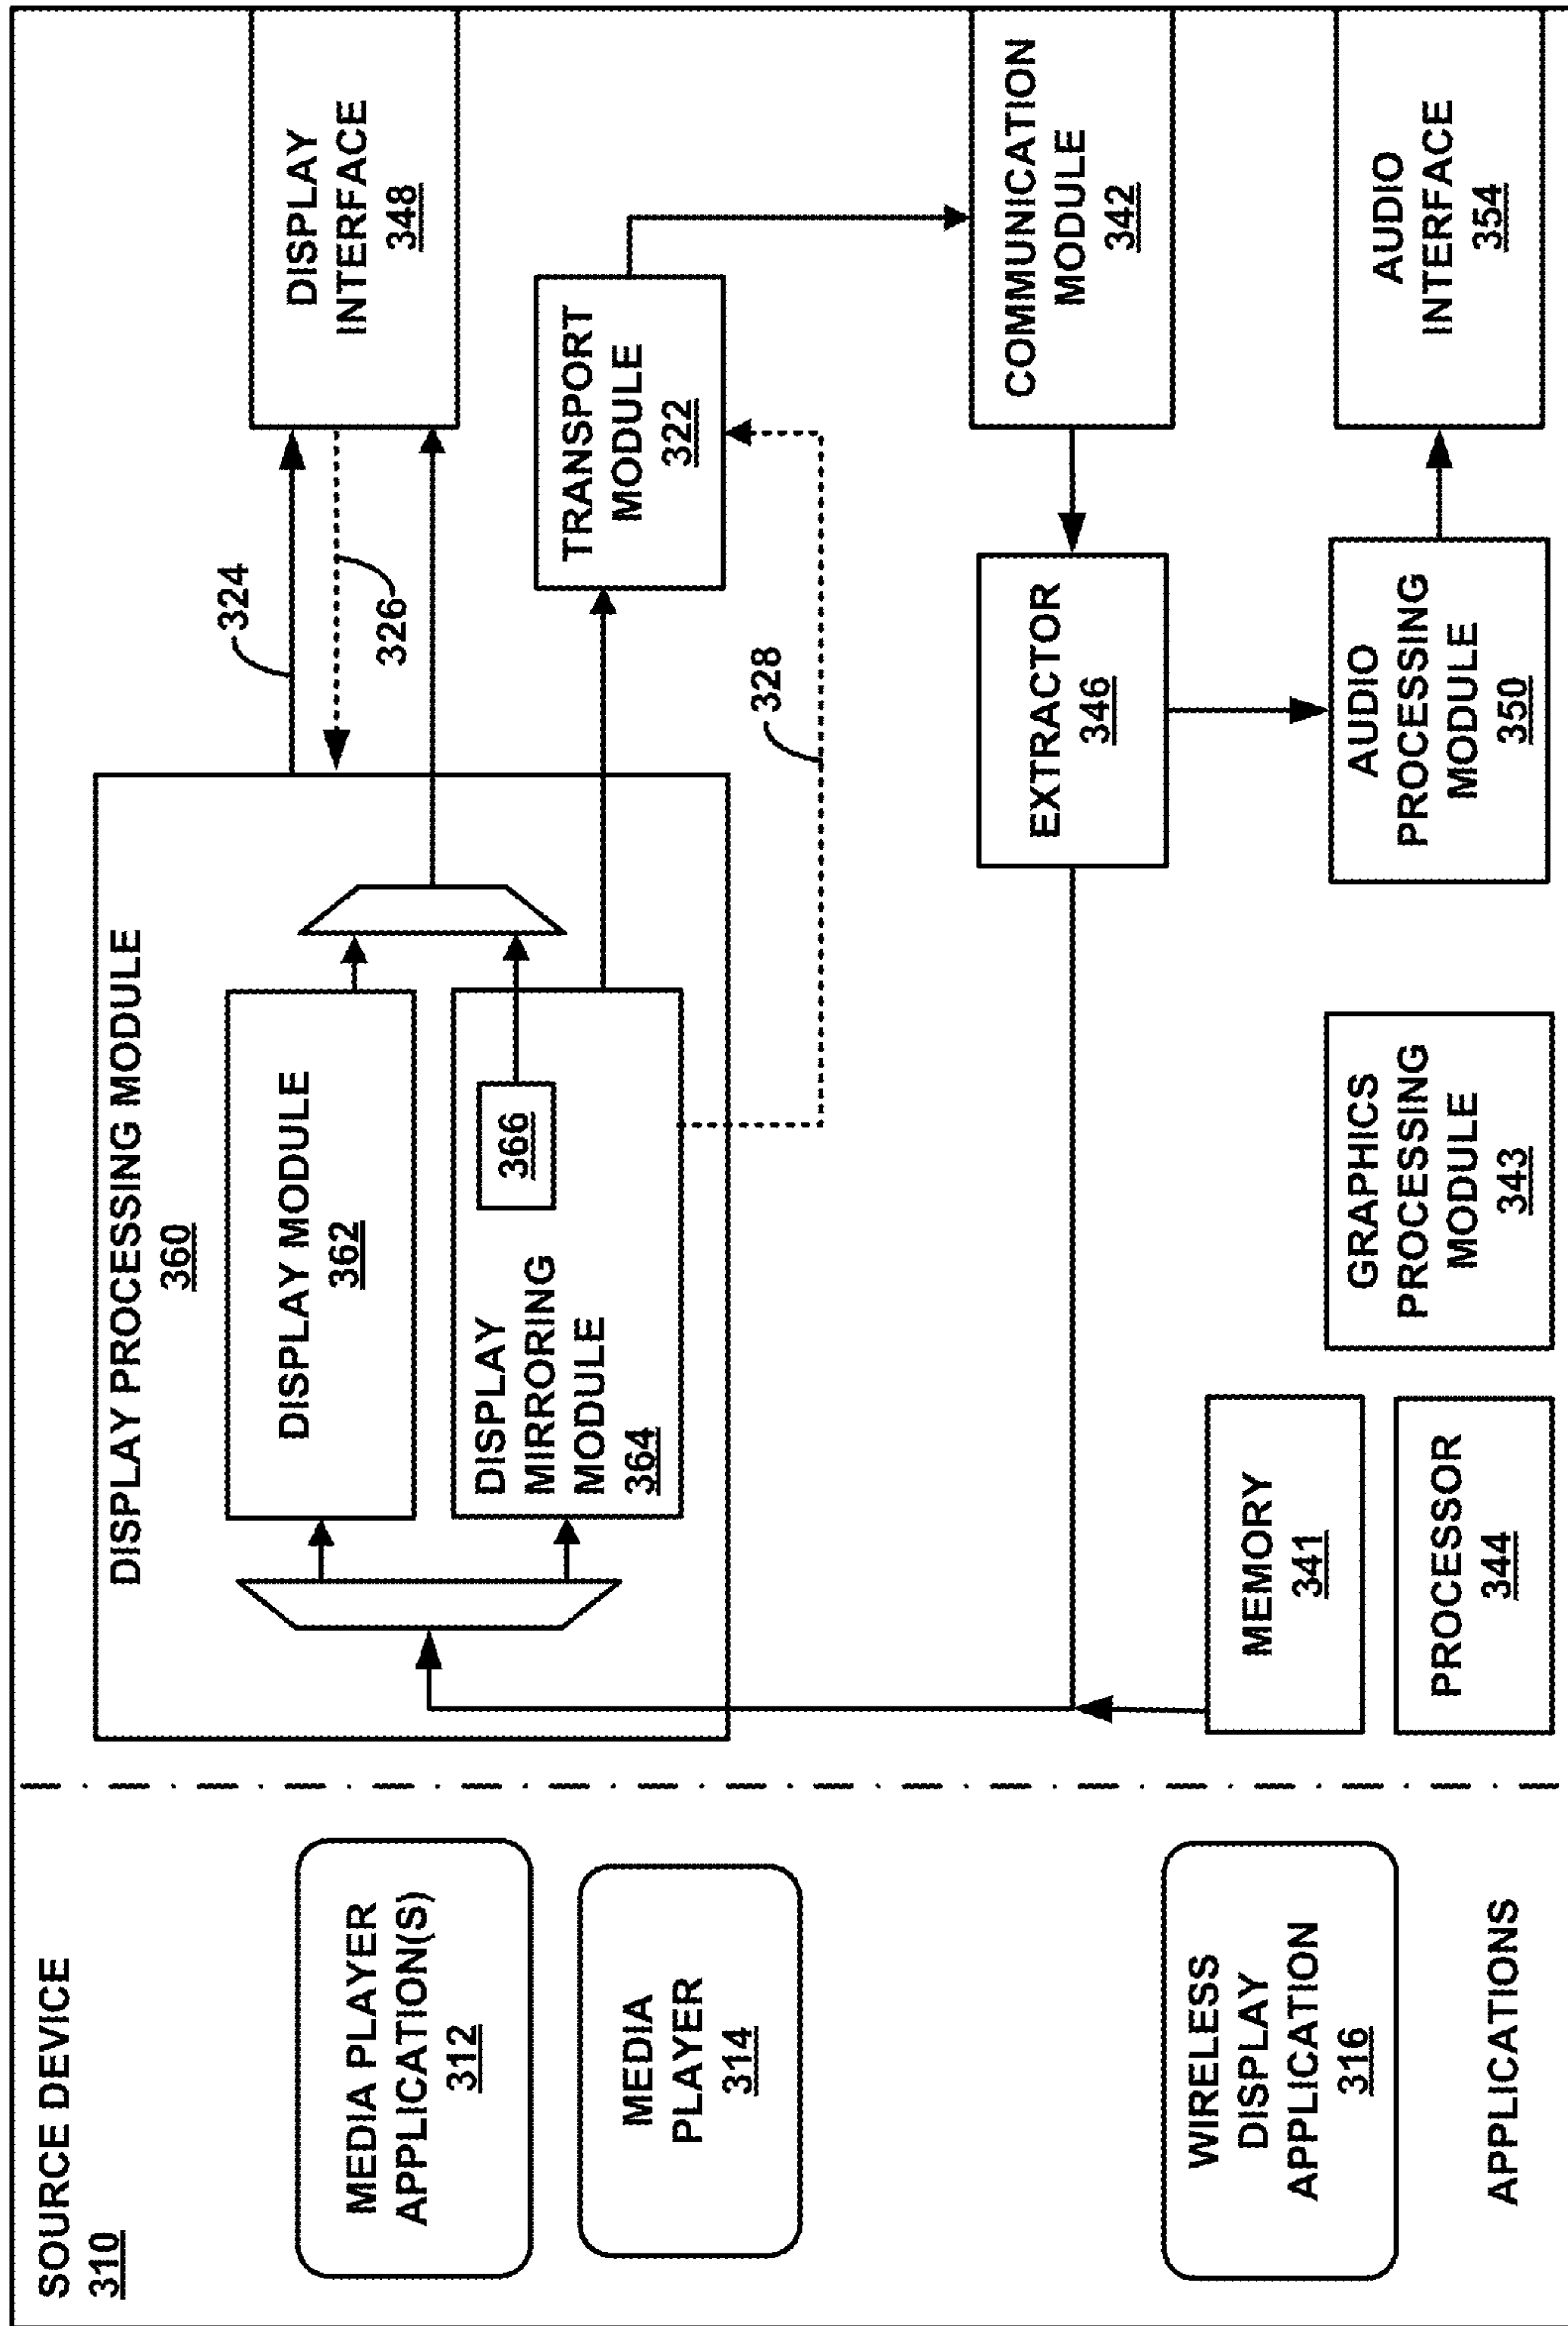 SOURCE DEVICE
310
MEDIA PLAYER
APPLICATION(S)
312
MEDIA
PLAYER
314
WIRELESS
DISPLAY
APPLICATION
316
APPLICATIONS
DISPLAY PROCESSING MODULE
360
DISPLAY MODULE
362
DISPLAY
MIRRORING
MODULE
364
366
324
326
328
DISPLAY
INTERFACE
348
TRANSPORT
MODULE
322
COMMUNICATION
MODULE
342
EXTRACTOR
346
MEMORY
341
PROCESSOR
344
GRAPHICS
PROCESSING
MODULE
343
AUDIO
PROCESSING
MODULE
350
AUDIO
INTERFACE
354